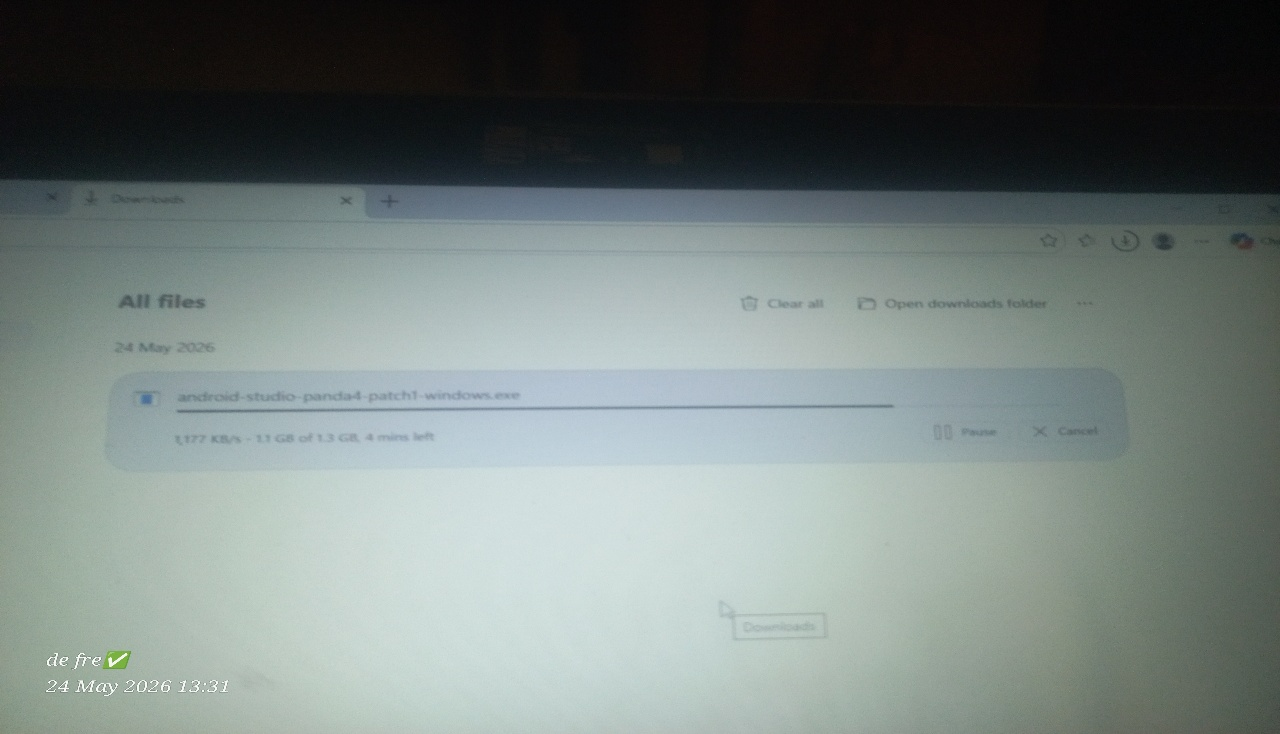 Downloads
All files
Clear all
Open downloads folder
24 May 2026
android-studio-panda4-patch1-windows.exe
1,177 KB/s - 1.1 GB of 1.3 GB, 4 mins left
Pause
Cancel
Downloads
de fre✅
24 May 2026 13:31